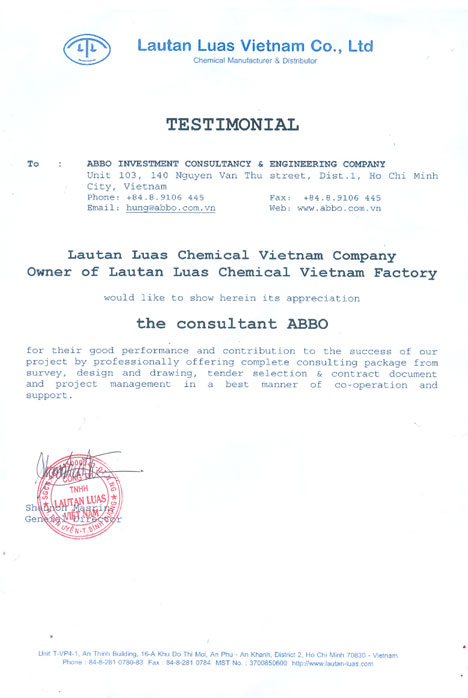 Lautan Luas Vietnam Co., Ltd
Chemical Manufacturer & Distributor
TESTIMONIAL
To : ABBO INVESTMENT CONSULTANCY & ENGINEERING COMPANY
Unit 103, 140 Nguyen Van Thu street, Dist.1, Ho Chi Minh
City, Vietnam
Phone: +84.8.9106 445 Fax: +84.8.9106 445
Email: hung@abbo.com.vn Web: www.abbo.com.vn
Lautan Luas Chemical Vietnam Company
Owner of Lautan Luas Chemical Vietnam Factory
would like to show herein its appreciation
the consultant ABBO
for their good performance and contribution to the success of our
project by professionally offering complete consulting package from
survey, design and drawing, tender selection & contract document
and project management in a best manner of co-operation and
support.
CÔNG TY
TNHH
LAUTAN LUAS
VIỆT NAM
General Director
Unit T-VP4-1, An Thinh Building, 16-A Khu Do Thi Moi, An Phu - An Khanh, District 2, Ho Chi Minh 70830 - Vietnam
Phone : 84-8-281 0780-83 Fax : 84-8-281 0784 MST No. : 3700850600 http://www.lautan-luas.com